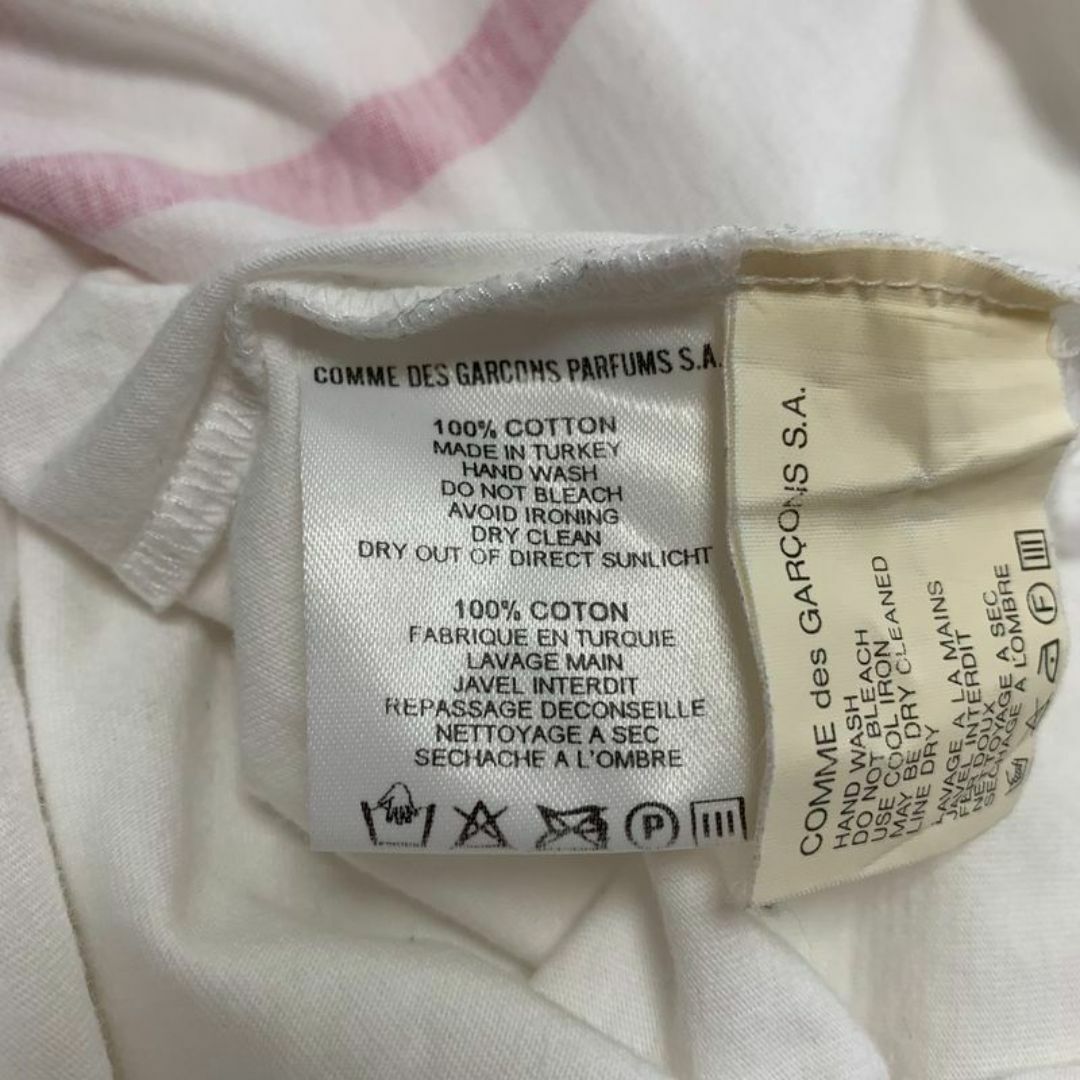 COMME DES GARCONS PARFUMS S.A.
100% COTTON
MADE IN TURKEY
HAND WASH
DO NOT BLEACH
AVOID IRONING
DRY CLEAN
DRY OUT OF DIRECT SUNLICHT
100% COTON
FABRIQUE EN TURQUIE
LAVAGE MAIN
JAVEL INTERDIT
REPASSAGE DECONSEILLE
NETTOYAGE A SEC
SECHACHE A L'OMBRE
P
COMME des GARÇONS S.A.
HAND WASH
DO NOT BLEACH
USE COOL IRON
MAY BE DRY CLEANED
LINE DRY
LAVAGE A LA MAINS
JAVEL INTERDIT
FER DOUX
NETTOYAGE A SEC
SECHAGE A L'OMBRE
F